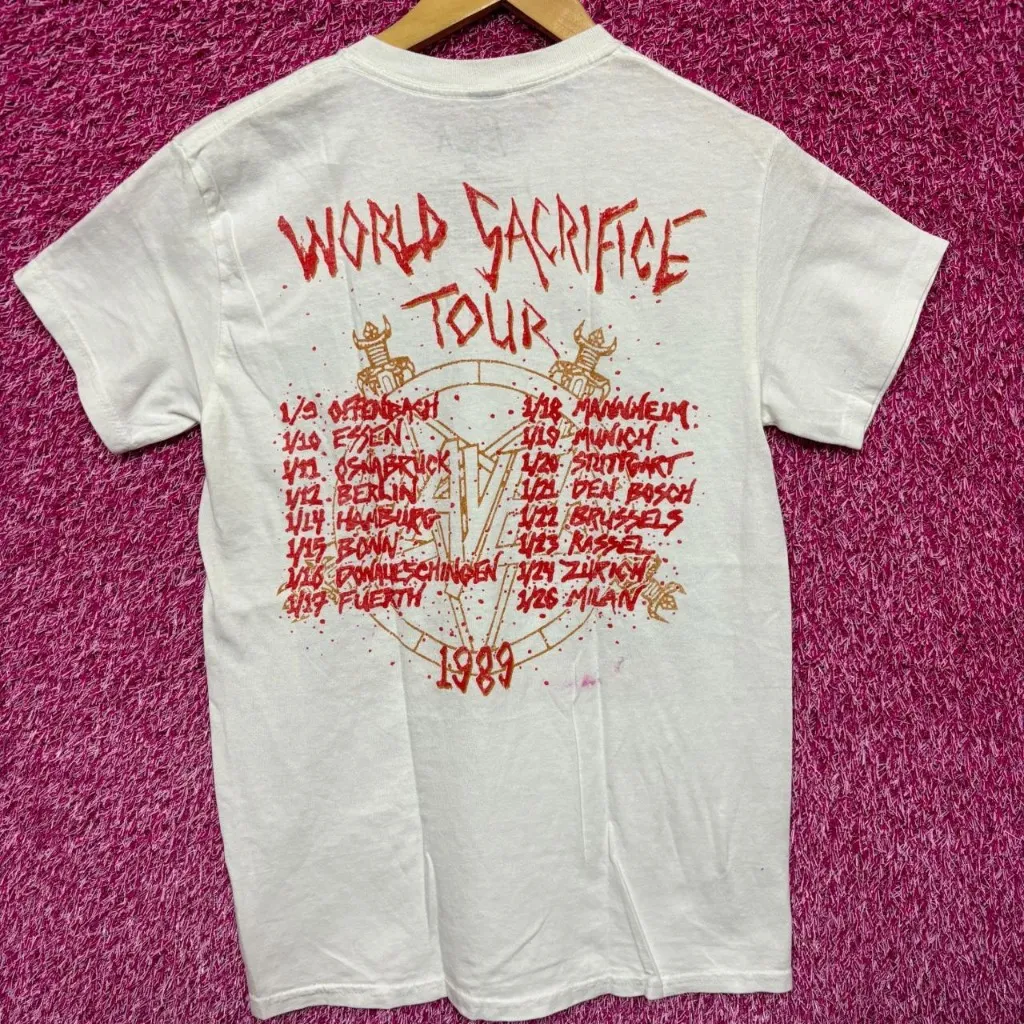 WORLD SACRIFICE
TOUR
1/9 OFFENBACH
1/10 ESSEN
1/11 OSNABRUCK
1/12 BERLIN
1/14 HAMBURG
1/15 BONN
1/16 DONAUESCHINGEN
1/17 FUERTH
1/18 MANNHEIM
1/19 MUNICH
1/20 STUTTGART
1/21 DEN BOSCH
1/22 BRUSSELS
1/23 KASSEL
1/24 ZURICH
1/26 MILAN
1989